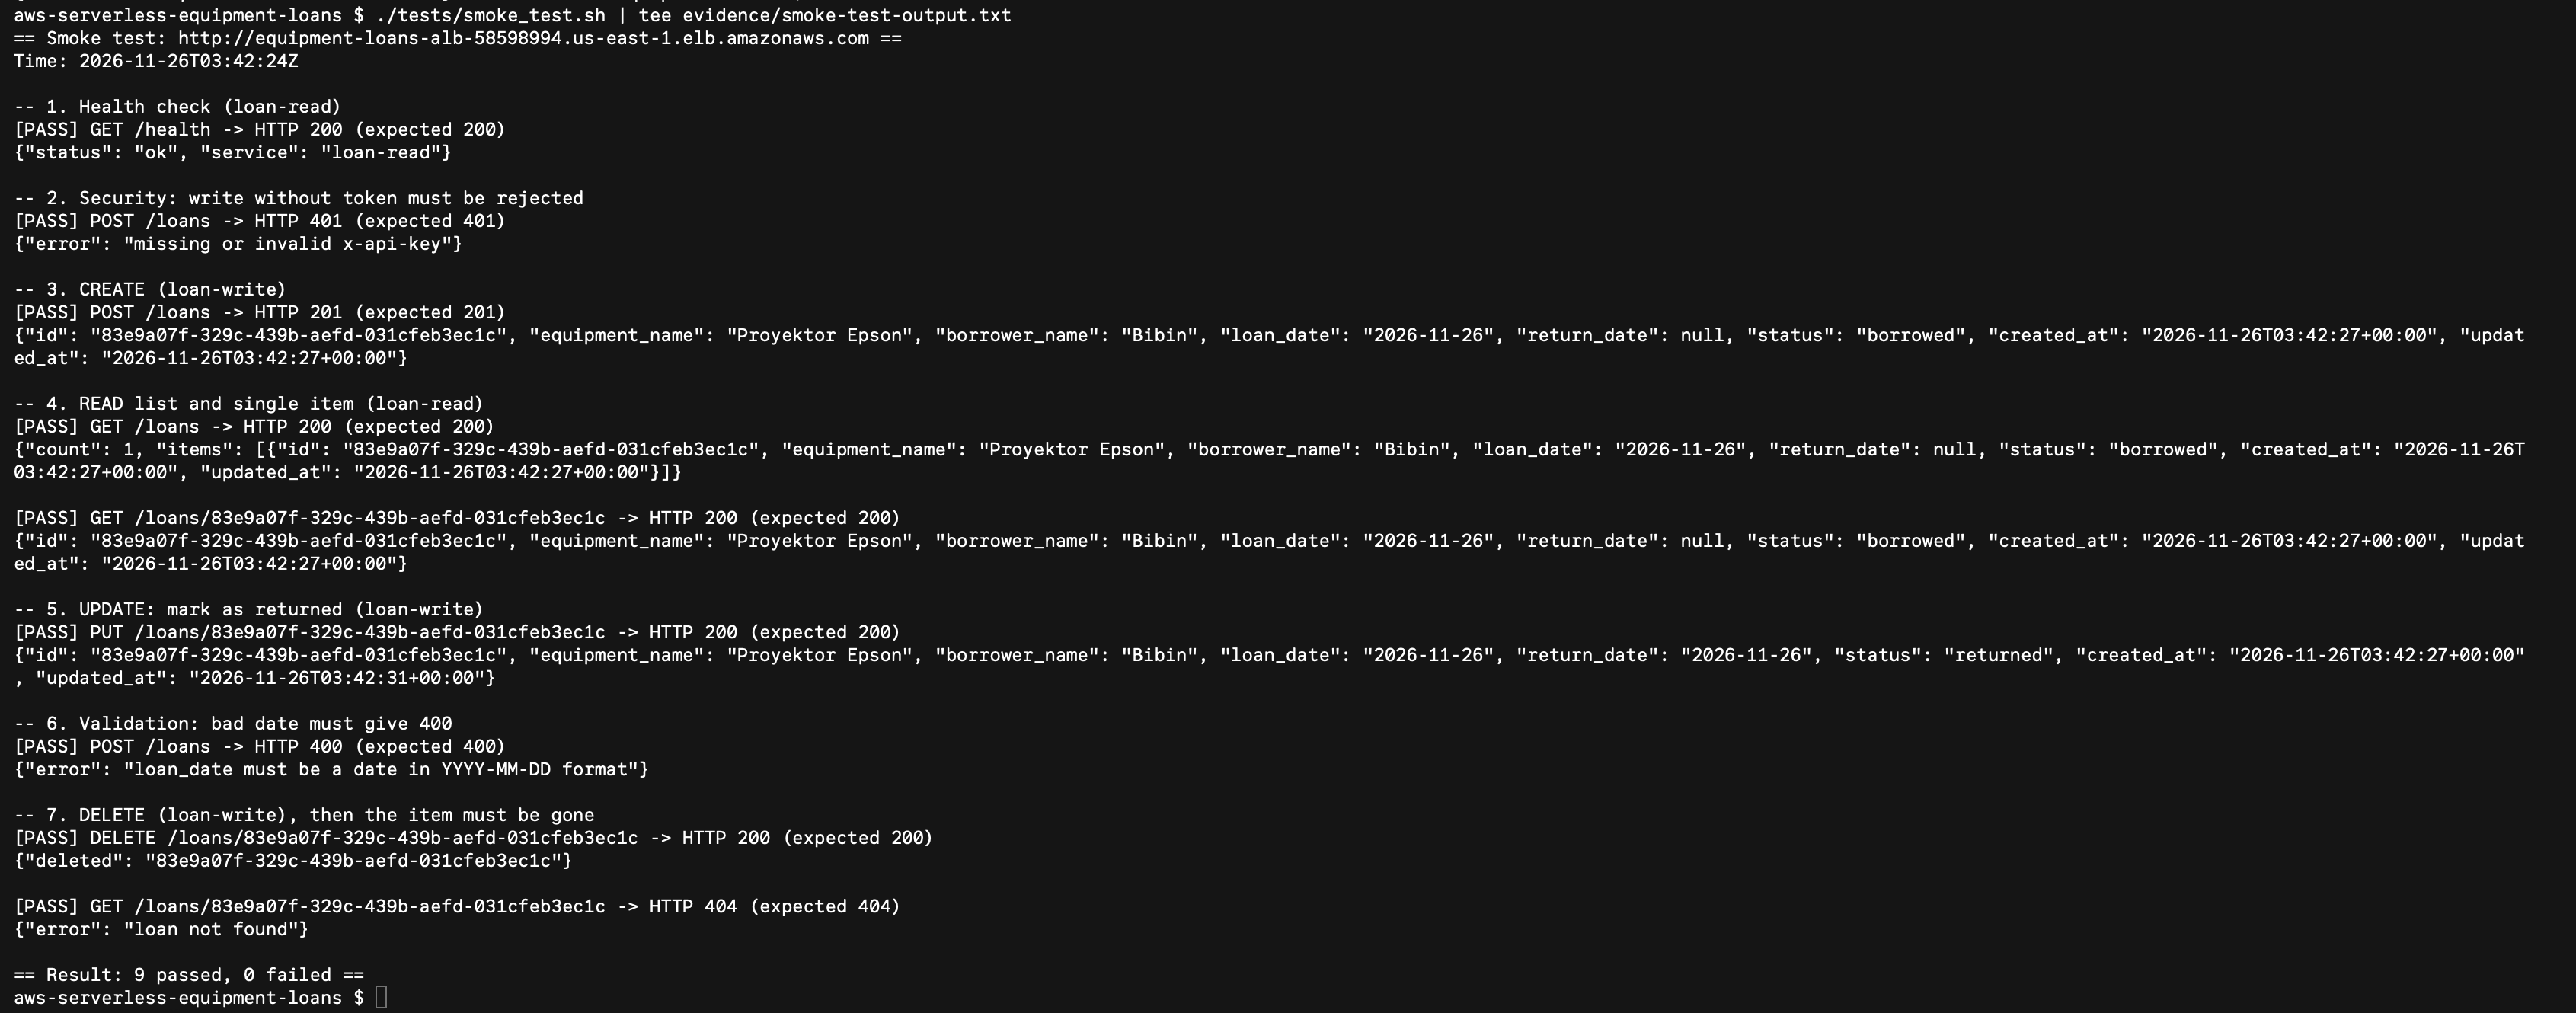 aws-serverless-equipment-loans $ ./tests/smoke_test.sh | tee evidence/smoke-test-output.txt
== Smoke test: http://equipment-loans-alb-58598994.us-east-1.elb.amazonaws.com ==
Time: 2026-11-26T03:42:24Z
-- 1. Health check (loan-read)
[PASS] GET /health -> HTTP 200 (expected 200)
{"status": "ok", "service": "loan-read"}
-- 2. Security: write without token must be rejected
[PASS] POST /loans -> HTTP 401 (expected 401)
{"error": "missing or invalid x-api-key"}
-- 3. CREATE (loan-write)
[PASS] POST /loans -> HTTP 201 (expected 201)
{"id": "83e9a07f-329c-439b-aefd-031cfeb3ec1c", "equipment_name": "Proyektor Epson", "borrower_name": "Bibin", "loan_date": "2026-11-26", "return_date": null, "status": "borrowed", "created_at": "2026-11-26T03:42:27+00:00", "updat
ed_at": "2026-11-26T03:42:27+00:00"}
-- 4. READ list and single item (loan-read)
[PASS] GET /loans -> HTTP 200 (expected 200)
{"count": 1, "items": [{"id": "83e9a07f-329c-439b-aefd-031cfeb3ec1c", "equipment_name": "Proyektor Epson", "borrower_name": "Bibin", "loan_date": "2026-11-26", "return_date": null, "status": "borrowed", "created_at": "2026-11-26T
03:42:27+00:00", "updated_at": "2026-11-26T03:42:27+00:00"}]}
[PASS] GET /loans/83e9a07f-329c-439b-aefd-031cfeb3ec1c -> HTTP 200 (expected 200)
{"id": "83e9a07f-329c-439b-aefd-031cfeb3ec1c", "equipment_name": "Proyektor Epson", "borrower_name": "Bibin", "loan_date": "2026-11-26", "return_date": null, "status": "borrowed", "created_at": "2026-11-26T03:42:27+00:00", "updat
ed_at": "2026-11-26T03:42:27+00:00"}
-- 5. UPDATE: mark as returned (loan-write)
[PASS] PUT /loans/83e9a07f-329c-439b-aefd-031cfeb3ec1c -> HTTP 200 (expected 200)
{"id": "83e9a07f-329c-439b-aefd-031cfeb3ec1c", "equipment_name": "Proyektor Epson", "borrower_name": "Bibin", "loan_date": "2026-11-26", "return_date": "2026-11-26", "status": "returned", "created_at": "2026-11-26T03:42:27+00:00"
, "updated_at": "2026-11-26T03:42:31+00:00"}
-- 6. Validation: bad date must give 400
[PASS] POST /loans -> HTTP 400 (expected 400)
{"error": "loan_date must be a date in YYYY-MM-DD format"}
-- 7. DELETE (loan-write), then the item must be gone
[PASS] DELETE /loans/83e9a07f-329c-439b-aefd-031cfeb3ec1c -> HTTP 200 (expected 200)
{"deleted": "83e9a07f-329c-439b-aefd-031cfeb3ec1c"}
[PASS] GET /loans/83e9a07f-329c-439b-aefd-031cfeb3ec1c -> HTTP 404 (expected 404)
{"error": "loan not found"}
== Result: 9 passed, 0 failed ==
aws-serverless-equipment-loans $